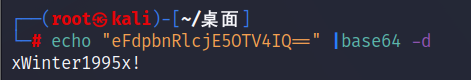 ┌──(root㉿kali)-[~/桌面]
└─# echo "eFdpbnRlcjE5OTV4IQ==" |base64 -d
xWinter1995x!